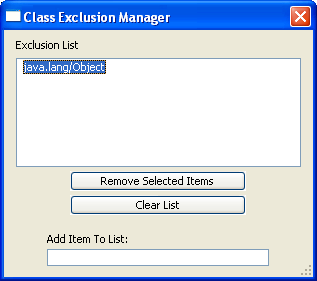 Class Exclusion Manager
Exclusion List
java.lang/Object
Remove Selected Items
Clear List
Add Item To List: